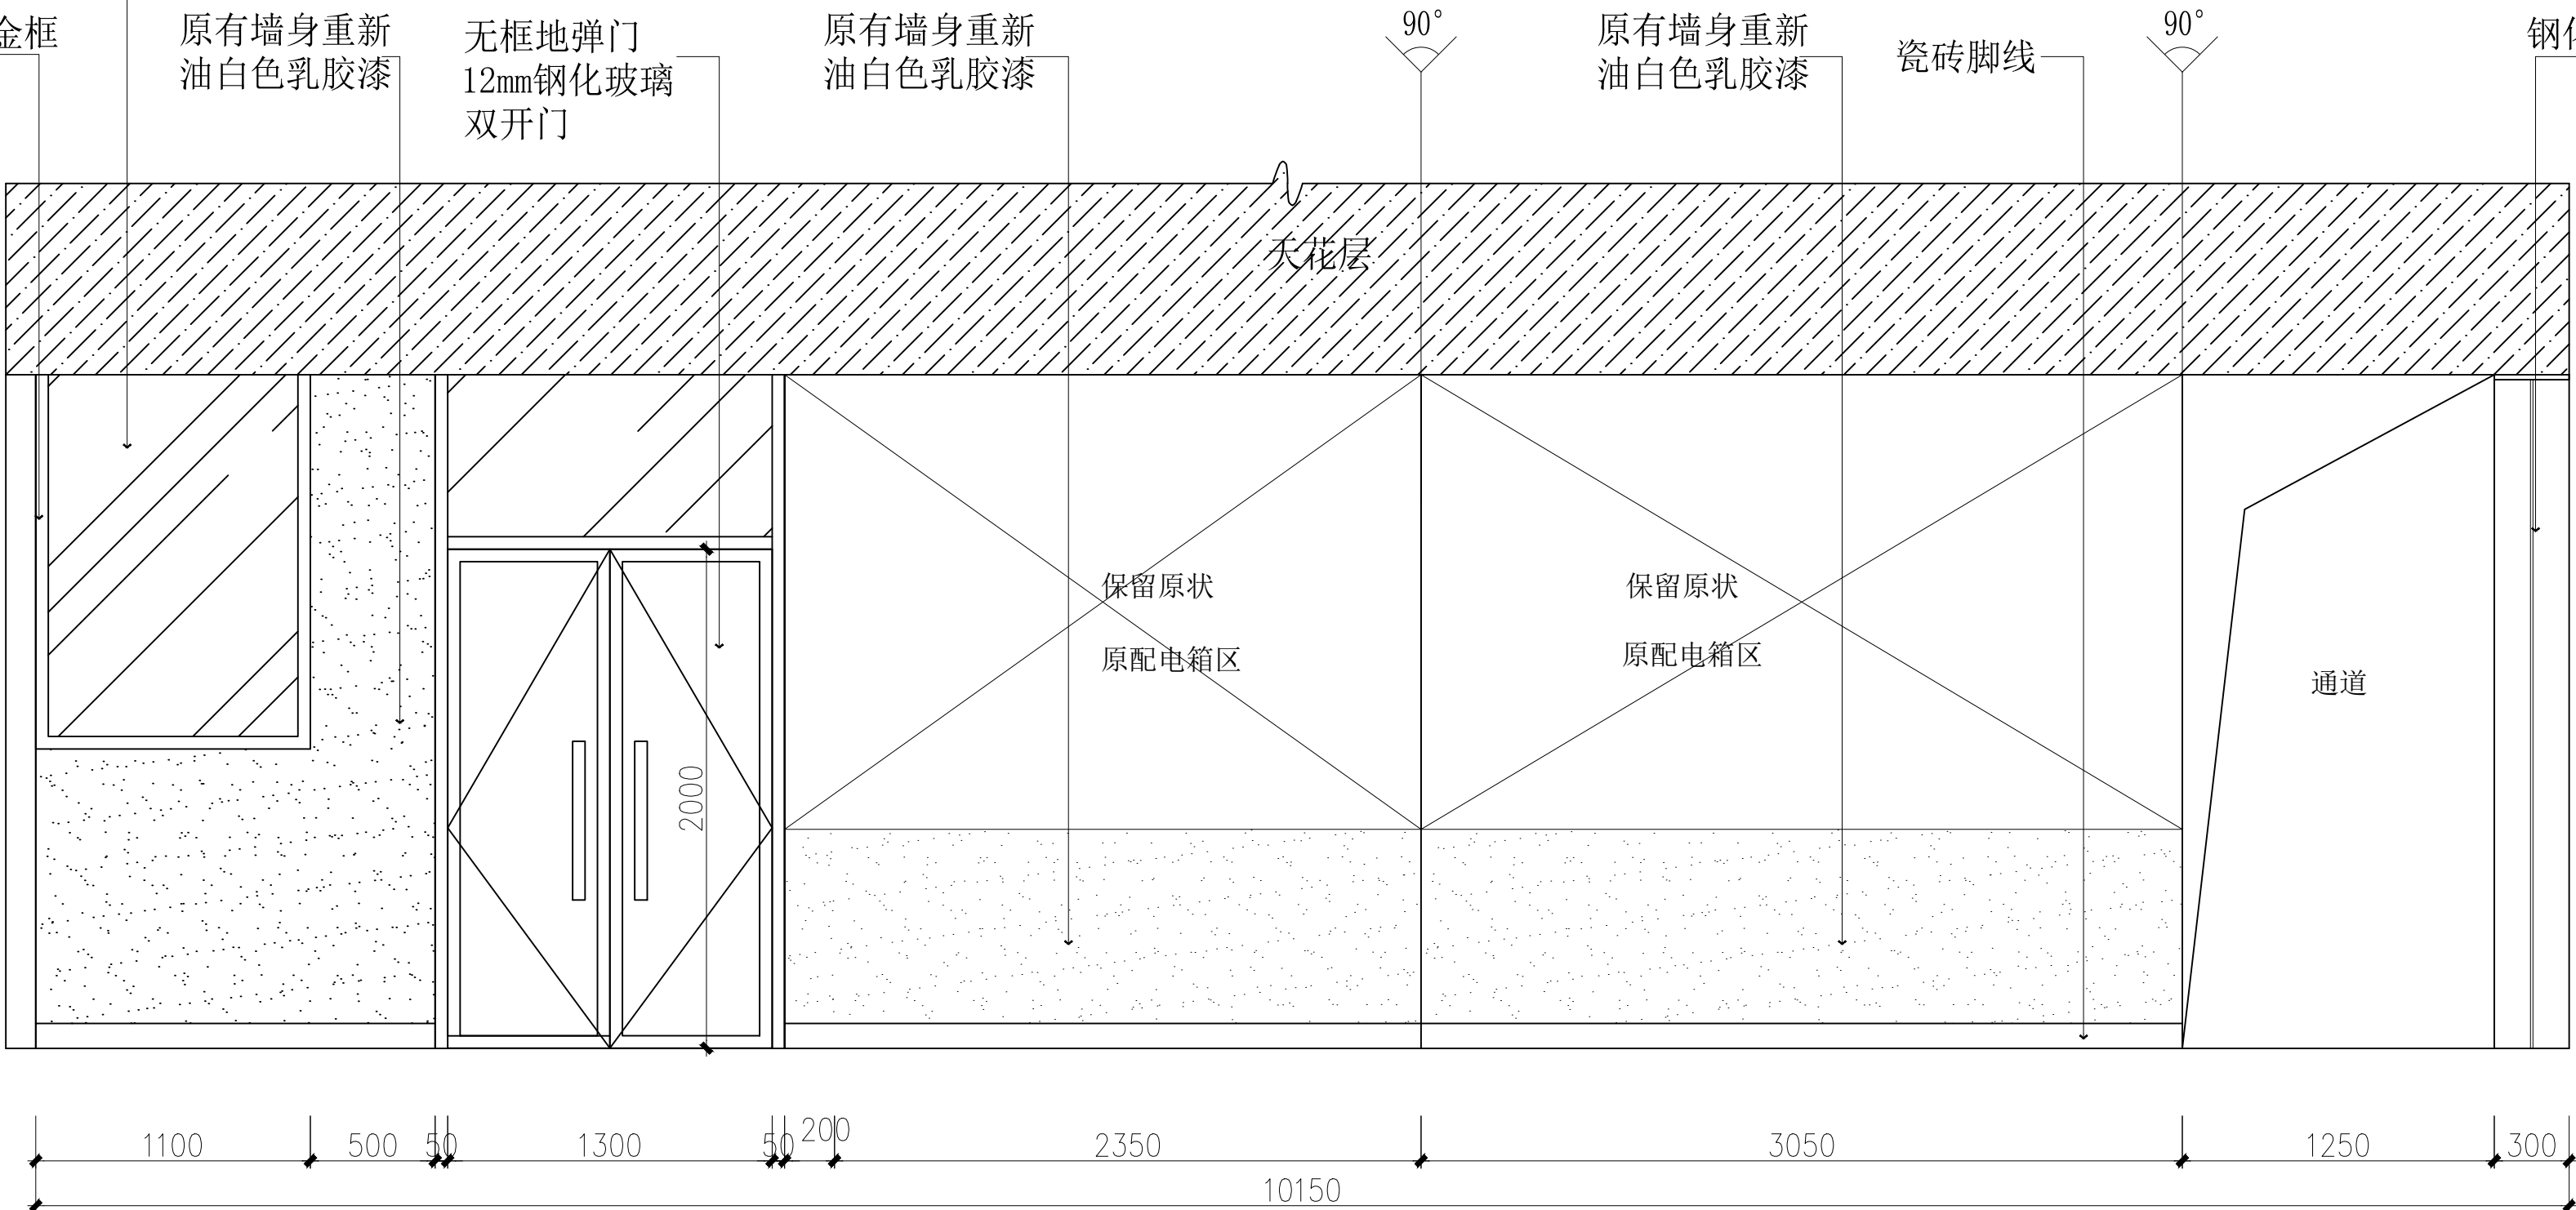 金框
原有墙身重新
油白色乳胶漆
无框地弹门
12mm钢化玻璃
双开门
原有墙身重新
油白色乳胶漆
90°
原有墙身重新
油白色乳胶漆
瓷砖脚线
90°
钢化
天花层
保留原状
原配电箱区
保留原状
原配电箱区
通道
2000
1100
500
50
1300
50
200
2350
3050
1250
300
10150